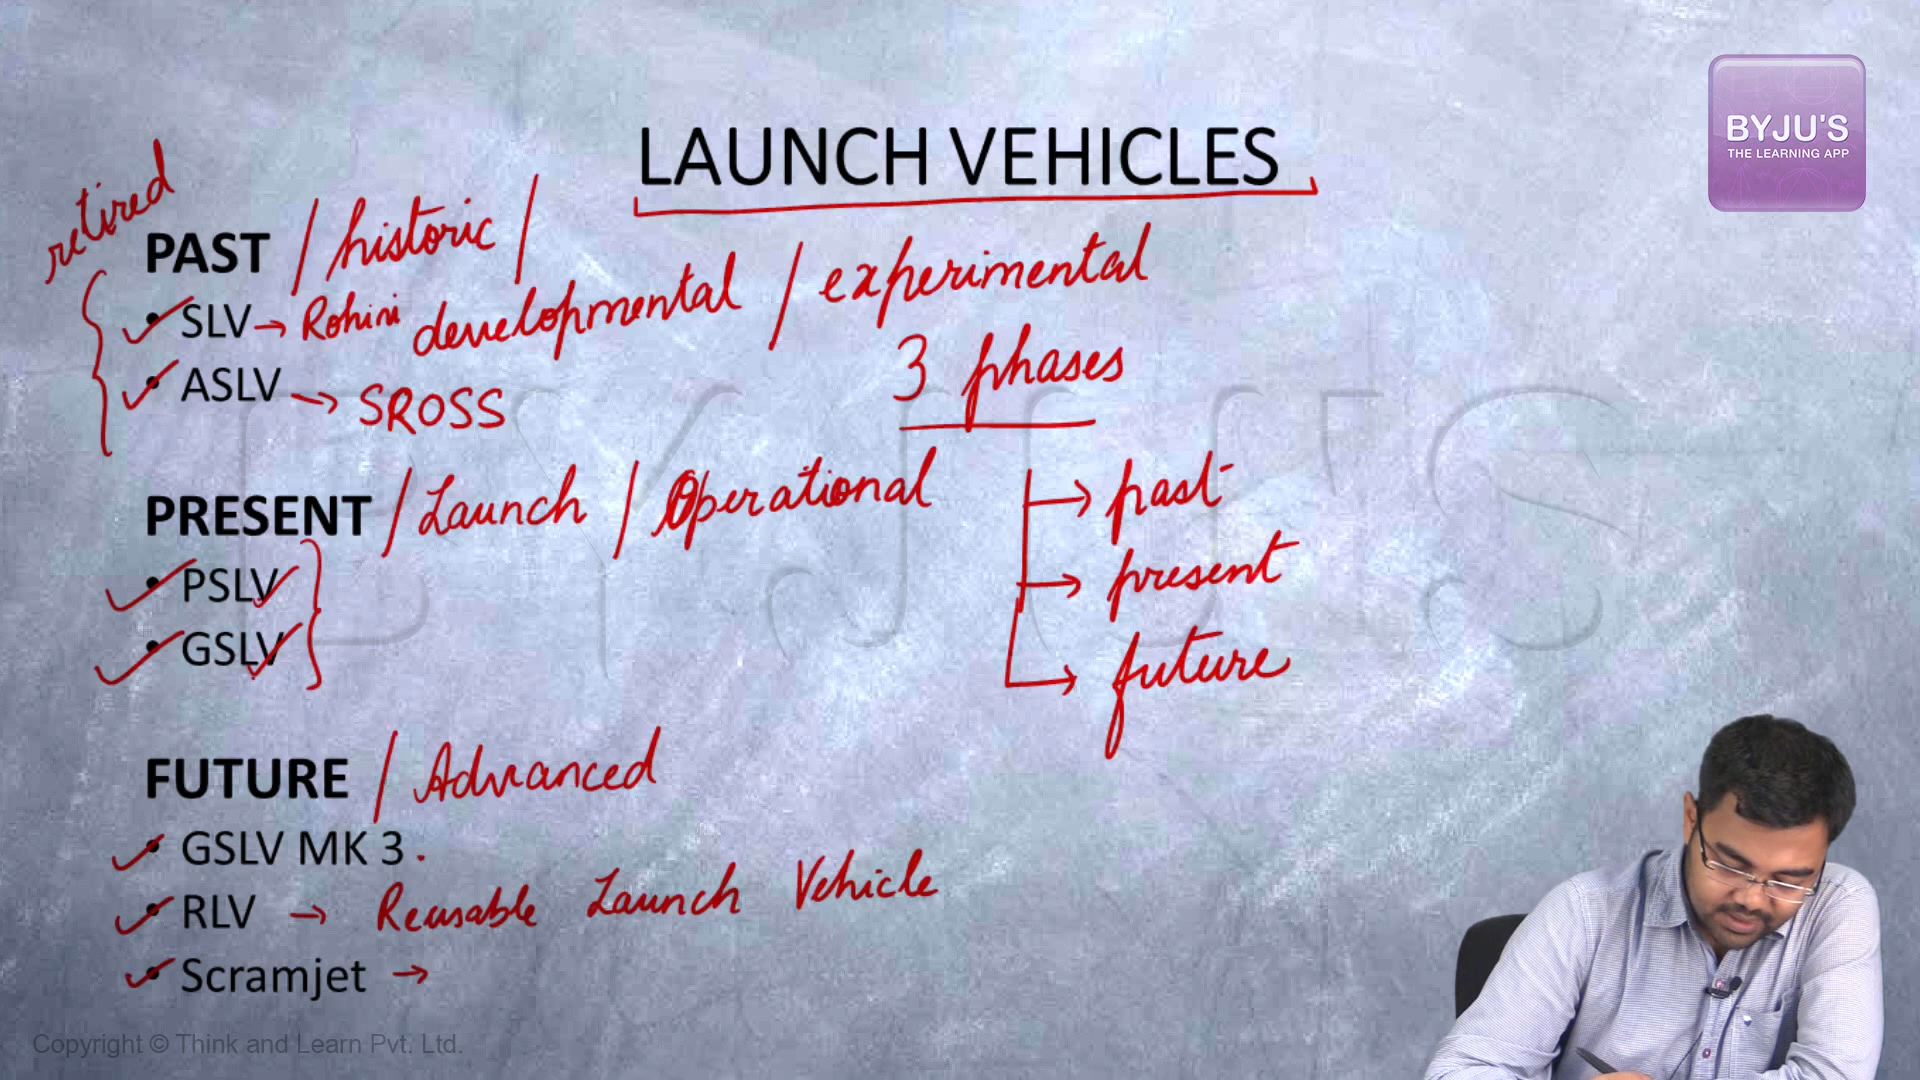 LAUNCH VEHICLES
BYJU'S
THE LEARNING APP
retired
PAST / historic /
developmental / experimental
• SLV → Rohini
• ASLV → SROSS
3 phases
→ past
→ present
→ future
PRESENT / Launch / Operational
• PSLV
• GSLV
FUTURE / Advanced
• GSLV MK 3 .
• RLV → Reusable Launch Vehicle
• Scramjet →
BYJU'S
Copyright © Think and Learn Pvt. Ltd.